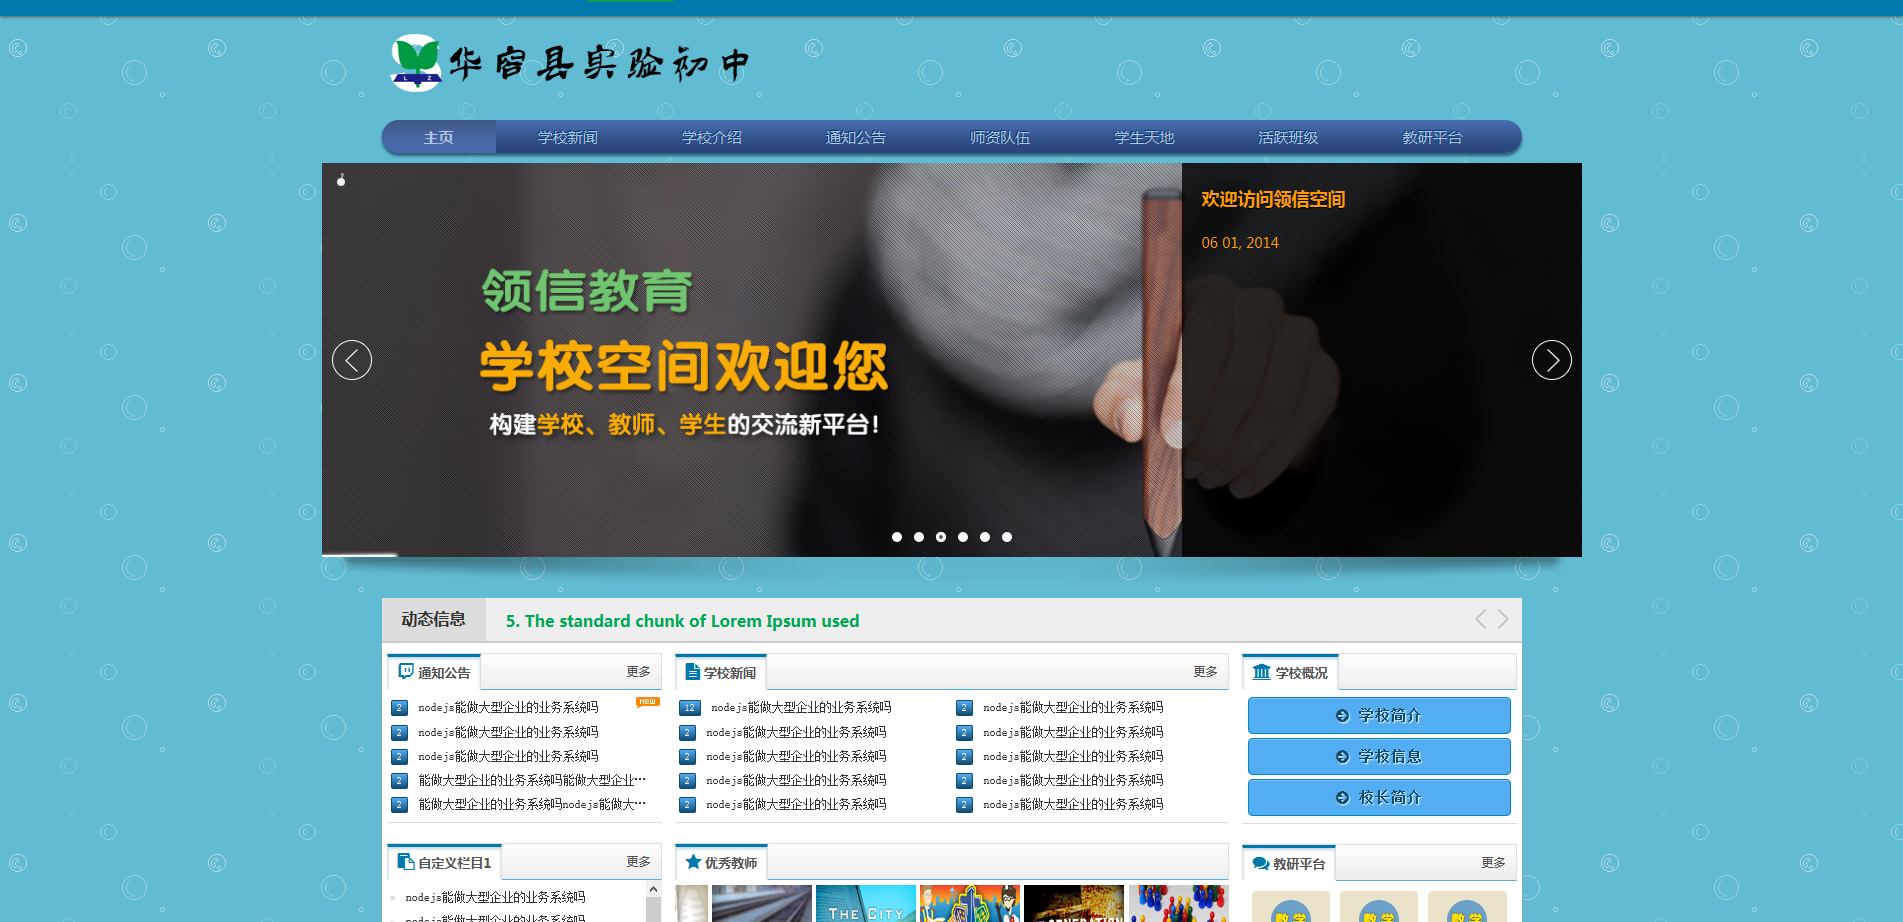 华容县实验初中
L Z
主页 学校新闻 学校介绍 通知公告 师资队伍 学生天地 活跃班级 教研平台
欢迎访问领信空间
06 01, 2014
领信教育
学校空间欢迎您
构建学校、教师、学生的交流新平台!
动态信息 5. The standard chunk of Lorem Ipsum used
通知公告 更多
2 nodejs能做大型企业的业务系统吗 NEW
2 nodejs能做大型企业的业务系统吗
2 nodejs能做大型企业的业务系统吗
2 能做大型企业的业务系统吗能做大型企业…
2 能做大型企业的业务系统吗nodejs能做大…
学校新闻 更多
12 nodejs能做大型企业的业务系统吗 2 nodejs能做大型企业的业务系统吗
2 nodejs能做大型企业的业务系统吗 2 nodejs能做大型企业的业务系统吗
2 nodejs能做大型企业的业务系统吗 2 nodejs能做大型企业的业务系统吗
2 nodejs能做大型企业的业务系统吗 2 nodejs能做大型企业的业务系统吗
2 nodejs能做大型企业的业务系统吗 2 nodejs能做大型企业的业务系统吗
学校概况
学校简介
学校信息
校长简介
自定义栏目1 更多
nodejs能做大型企业的业务系统吗
nodejs能做大型企业的业务系统吗
优秀教师
THE CITY
GENERATION
教研平台 更多
数学 数学 数学